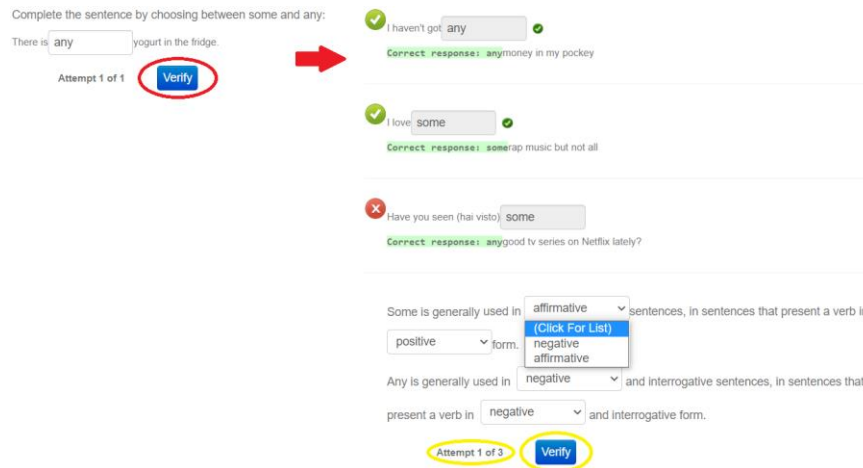 Complete the sentence by choosing between some and any:
There is any yogurt in the fridge.
Attempt 1 of 1 Verify
I haven't got any
Correct response: anymoney in my pockey
I love some
Correct response: somerap music but not all
Have you seen (hai visto) some
Correct response: anygood tv series on Netflix lately?
Some is generally used in affirmative sentences, in sentences that present a verb in
(Click For List)
positive form.
negative
affirmative
Any is generally used in negative and interrogative sentences, in sentences that
present a verb in negative and interrogative form.
Attempt 1 of 3 Verify